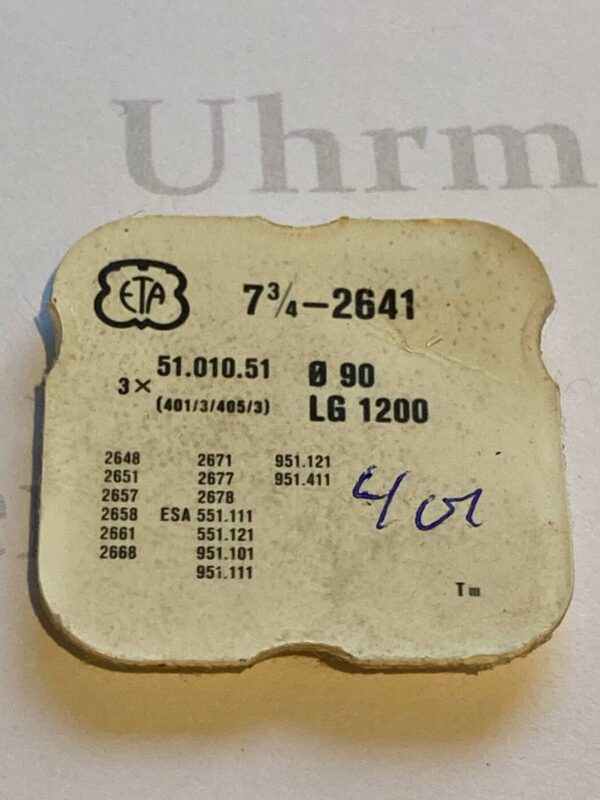 Uhrm
ETA
7¾-2641
3× 51.010.51 Ø 90
(401/3/405/3) LG 1200
2648 2671 951.121
2651 2677 951.411
2657 2678
2658 ESA 551.111
2661 551.121
2668 951.101
951.111
401